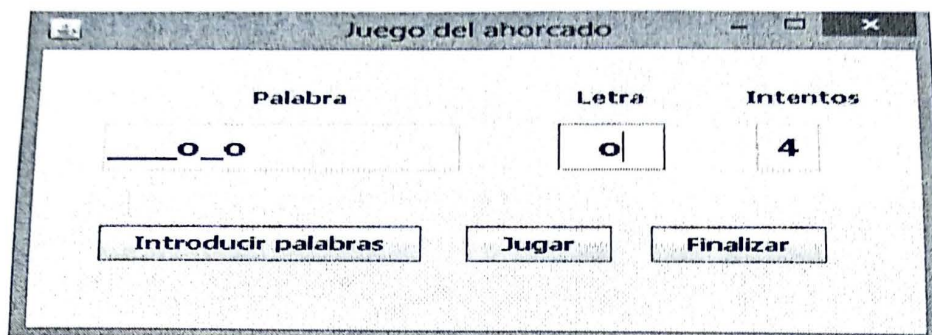 Juego del ahorcado
Palabra Letra Intentos
____o_o o 4
Introducir palabras Jugar Finalizar